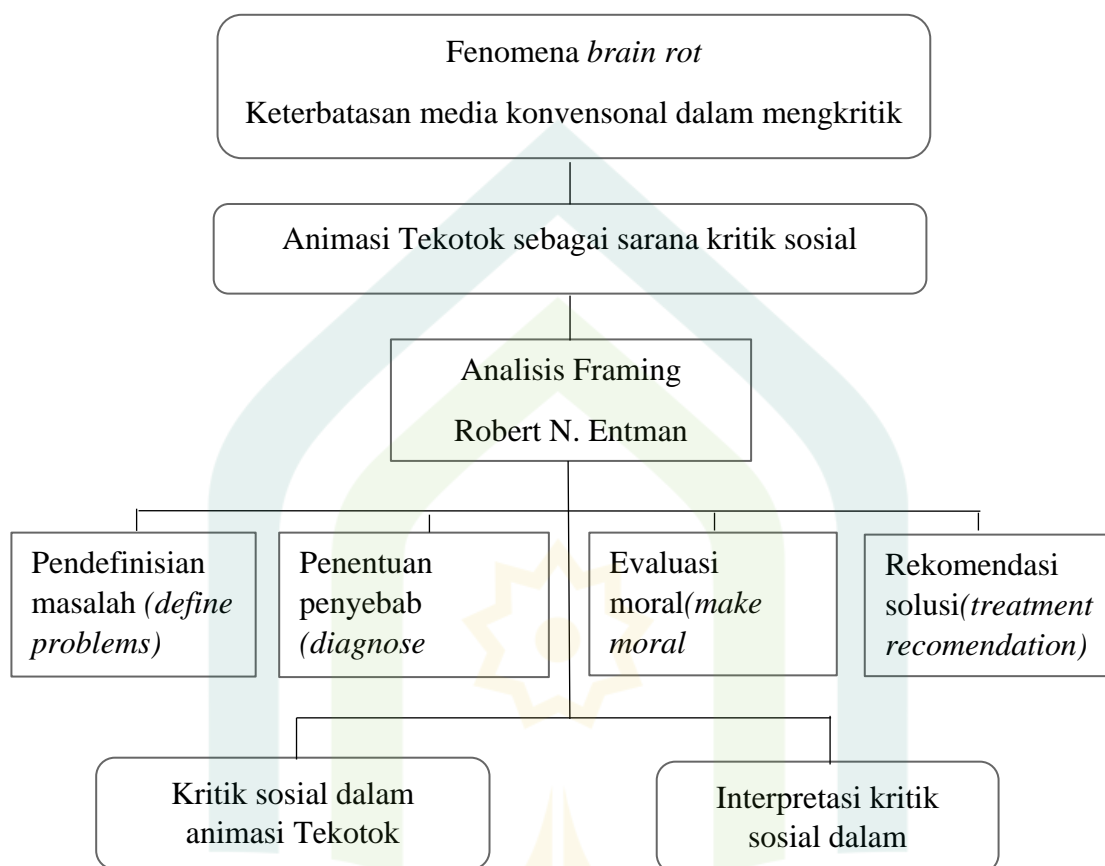 Fenomena brain rot
Keterbatasan media konvensonal dalam mengkritik
Animasi Tekotok sebagai sarana kritik sosial
Analisis Framing
Robert N. Entman
Pendefinisian
masalah (define
problems)
Penentuan
penyebab
(diagnose
Evaluasi
moral(make
moral
Rekomendasi
solusi(treatment
recomendation)
Kritik sosial dalam
animasi Tekotok
Interpretasi kritik
sosial dalam